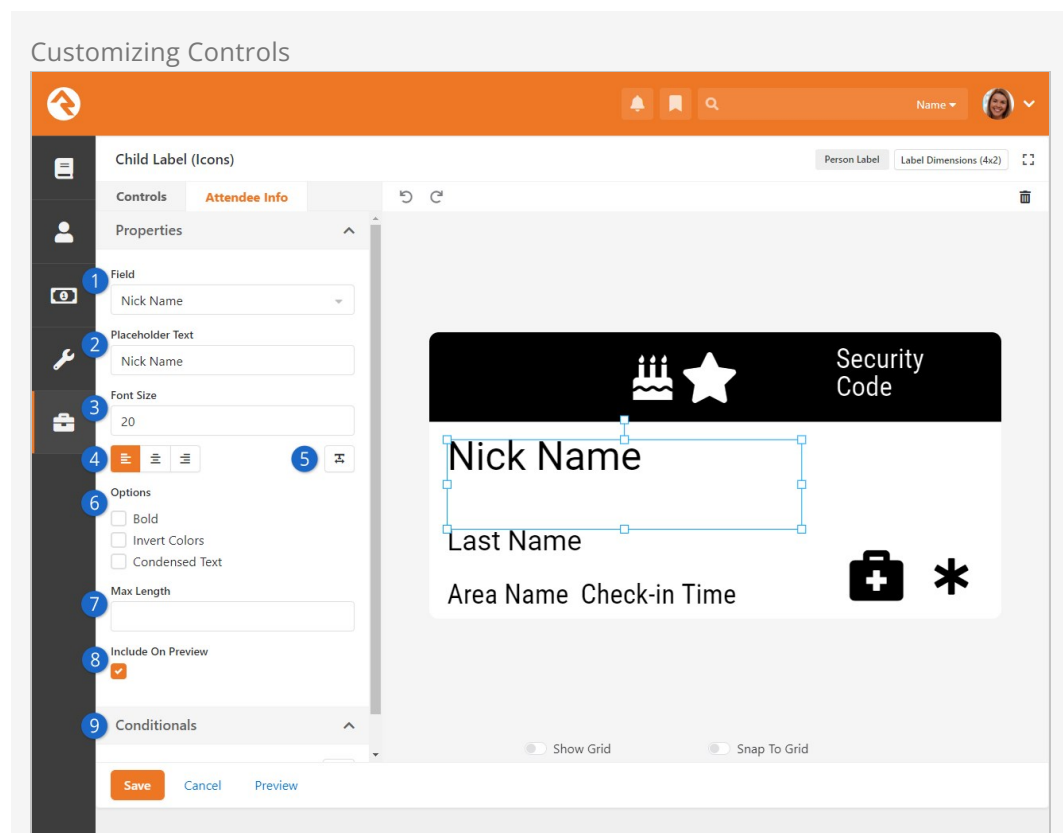 Customizing Controls
Name
Child Label (Icons)
Person Label
Label Dimensions (4x2)
Controls
Attendee Info
Properties
1
Field
Nick Name
2
Placeholder Text
Nick Name
3
Font Size
20
4
5
6
Options
Bold
Invert Colors
Condensed Text
7
Max Length
8
Include On Preview
9
Conditionals
Security
Code
Nick Name
Last Name
Area Name Check-in Time
Show Grid
Snap To Grid
Save
Cancel
Preview